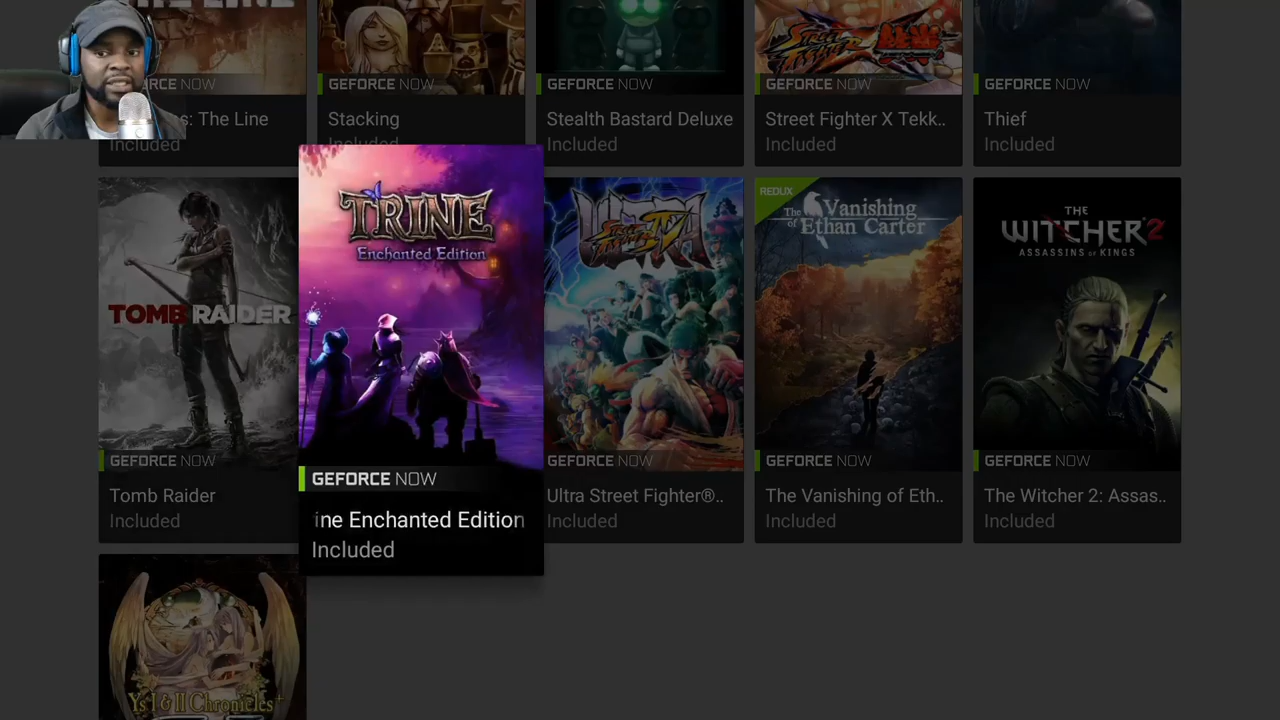 GEFORCE NOW
GEFORCE NOW
GEFORCE NOW
GEFORCE NOW
s: The Line
Stacking
Stealth Bastard Deluxe
Street Fighter X Tekk..
Thief
Included
Included
Included
Included
Included
TOMB RAIDER
GEFORCE NOW
Tomb Raider
Included
TRINE
Enchanted Edition
GEFORCE NOW
ine Enchanted Edition
Included
ULTRA
STREET FIGHTER IV
GEFORCE NOW
Ultra Street Fighter®..
Included
REDUX
The Vanishing
of Ethan Carter
GEFORCE NOW
The Vanishing of Eth..
Included
THE
WITCHER 2
ASSASSINS OF KINGS
GEFORCE NOW
The Witcher 2: Assas..
Included
Ys I & II Chronicles+